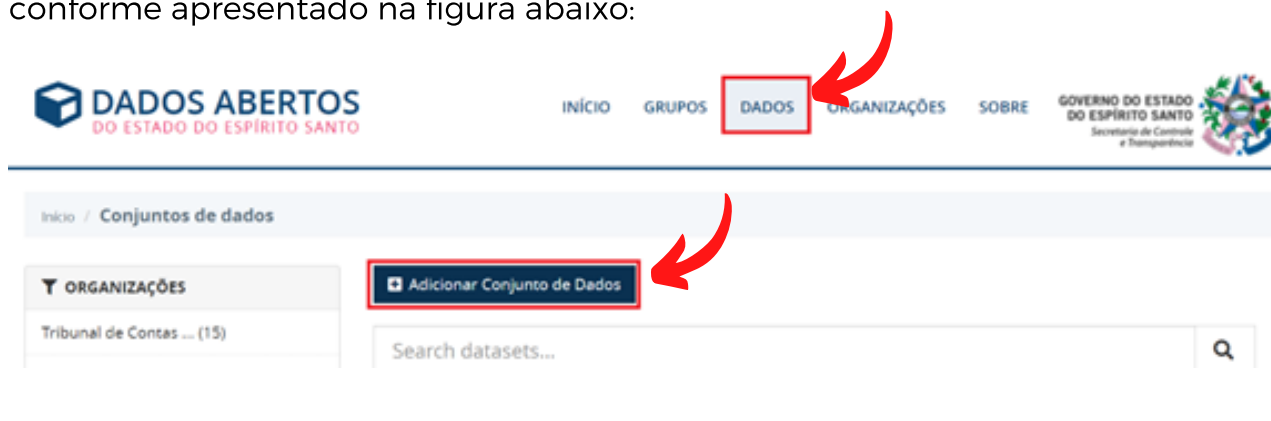 conforme apresentado na figura abaixo:
DADOS ABERTOS
DO ESTADO DO ESPÍRITO SANTO
INÍCIO GRUPOS DADOS ORGANIZAÇÕES SOBRE
GOVERNO DO ESTADO
DO ESPÍRITO SANTO
Secretaria de Controle
e Transparência
Início / Conjuntos de dados
ORGANIZAÇÕES
Tribunal de Contas ... (15)
Adicionar Conjunto de Dados
Search datasets...